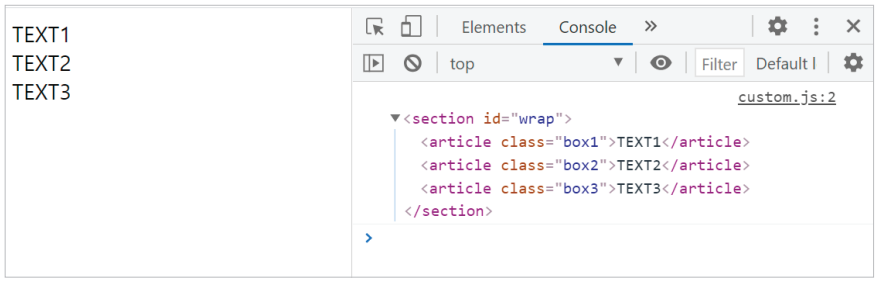 TEXT1
TEXT2
TEXT3
Elements Console »
top Filter Default l
custom.js:2
▼<section id="wrap">
<article class="box1">TEXT1</article>
<article class="box2">TEXT2</article>
<article class="box3">TEXT3</article>
</section>
>